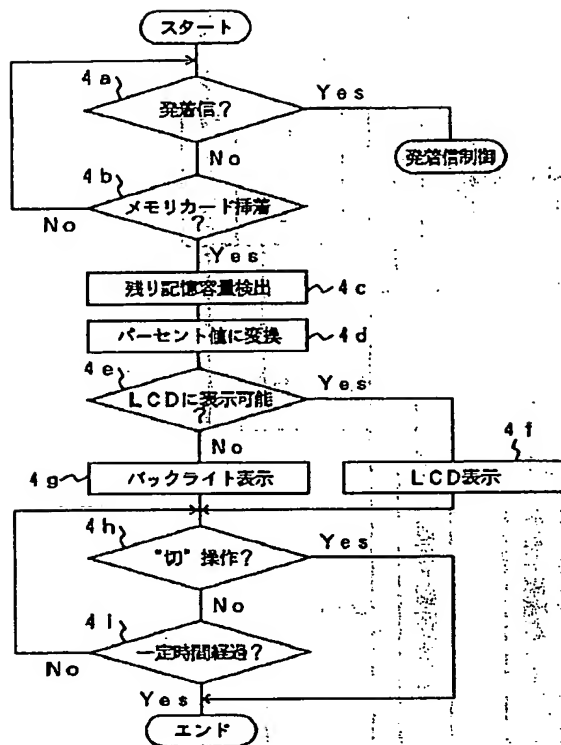 スタート
4a
発着信?
Yes
発着信制御
No
4b
メモリカード挿着
?
No
Yes
残り記憶容量検出
4c
パーセント値に変換
4d
4e
LCDに表示可能
?
Yes
No
4f
4g
バックライト表示
LCD表示
4h
"切"操作?
Yes
No
4i
一定時間経過?
No
Yes
エンド